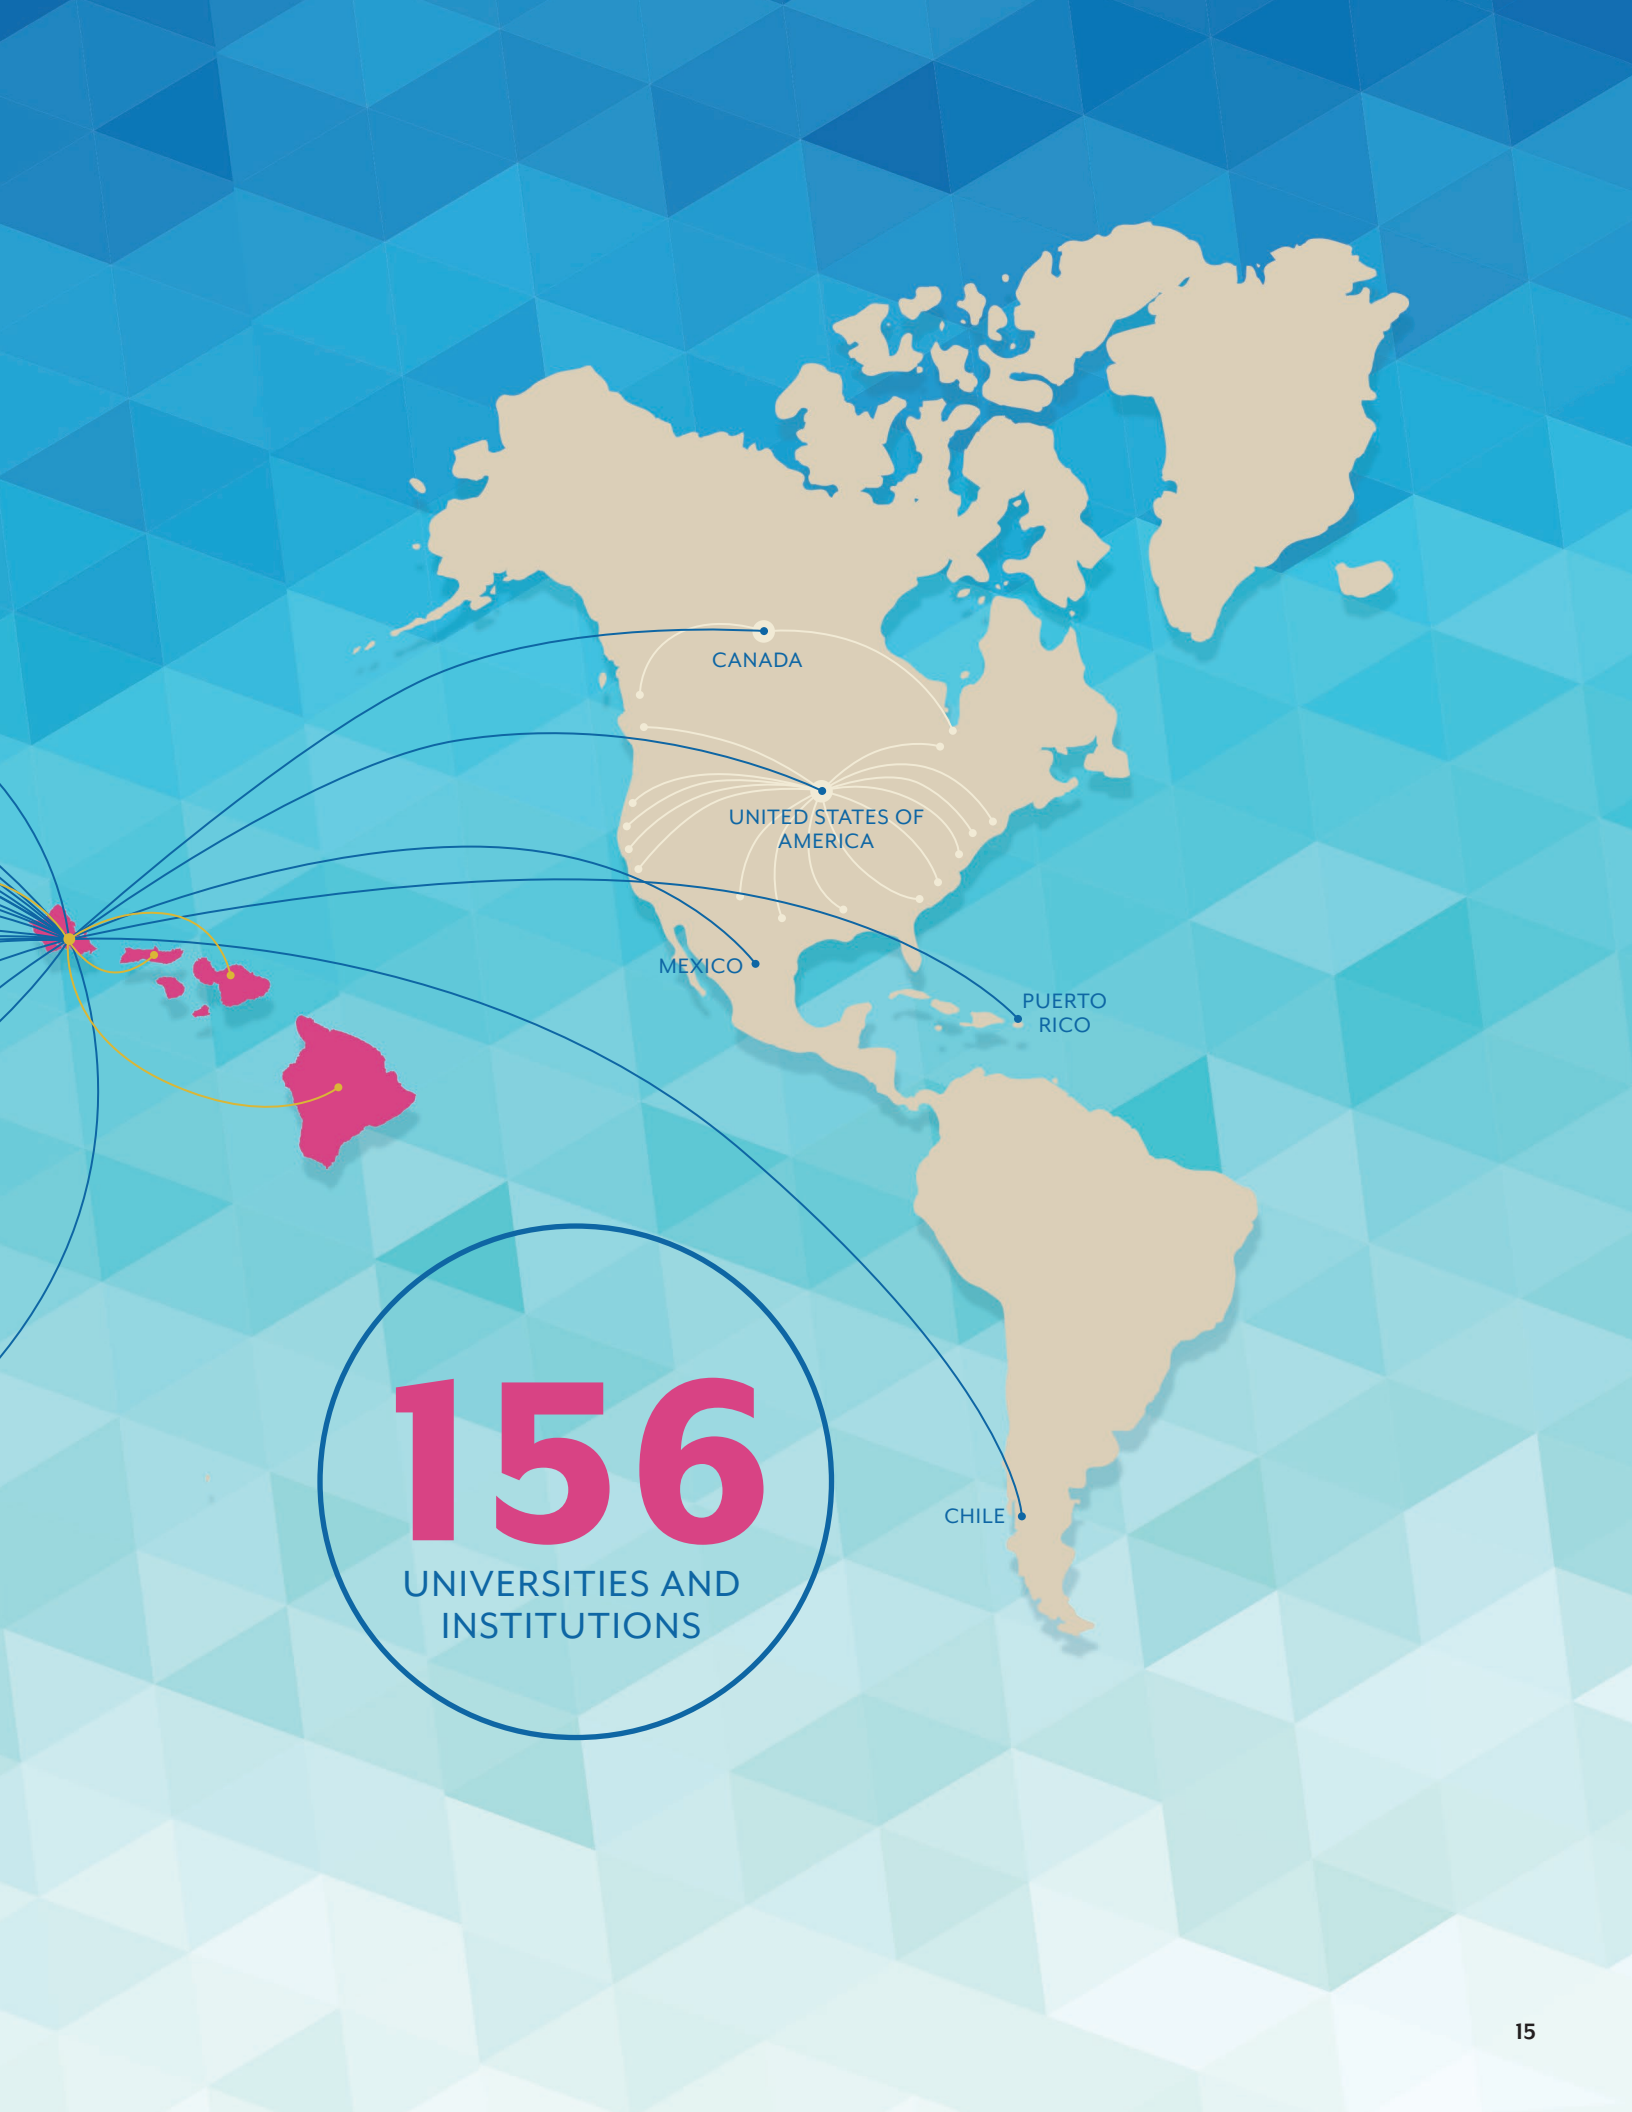 CANADA
UNITED STATES OF
AMERICA
MEXICO
PUERTO
RICO
156
UNIVERSITIES AND
INSTITUTIONS
CHILE
15